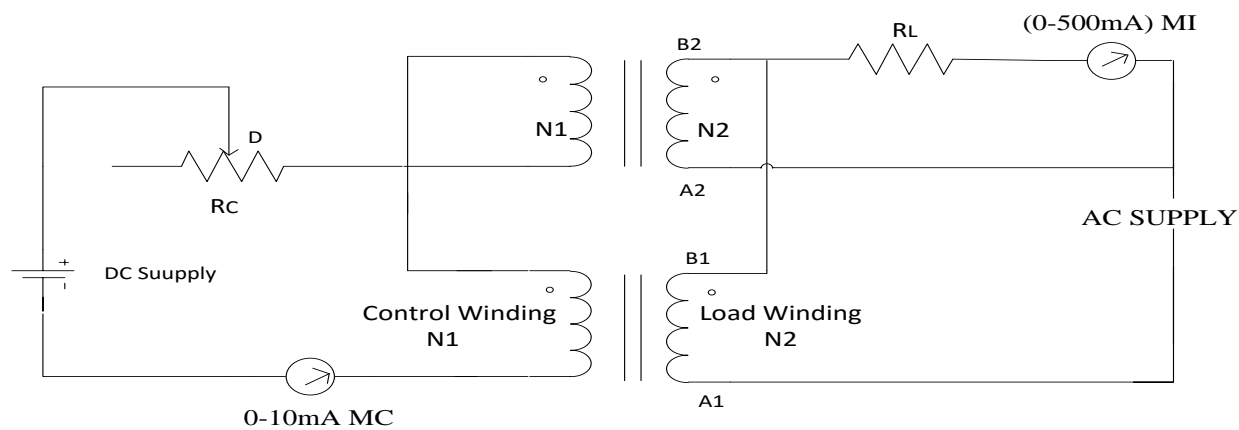 B2
RL
(0-500mA) MI
D
N1
N2
RC
A2
AC SUPPLY
+
-
DC Suupply
B1
Control Winding
N1
Load Winding
N2
A1
0-10mA MC